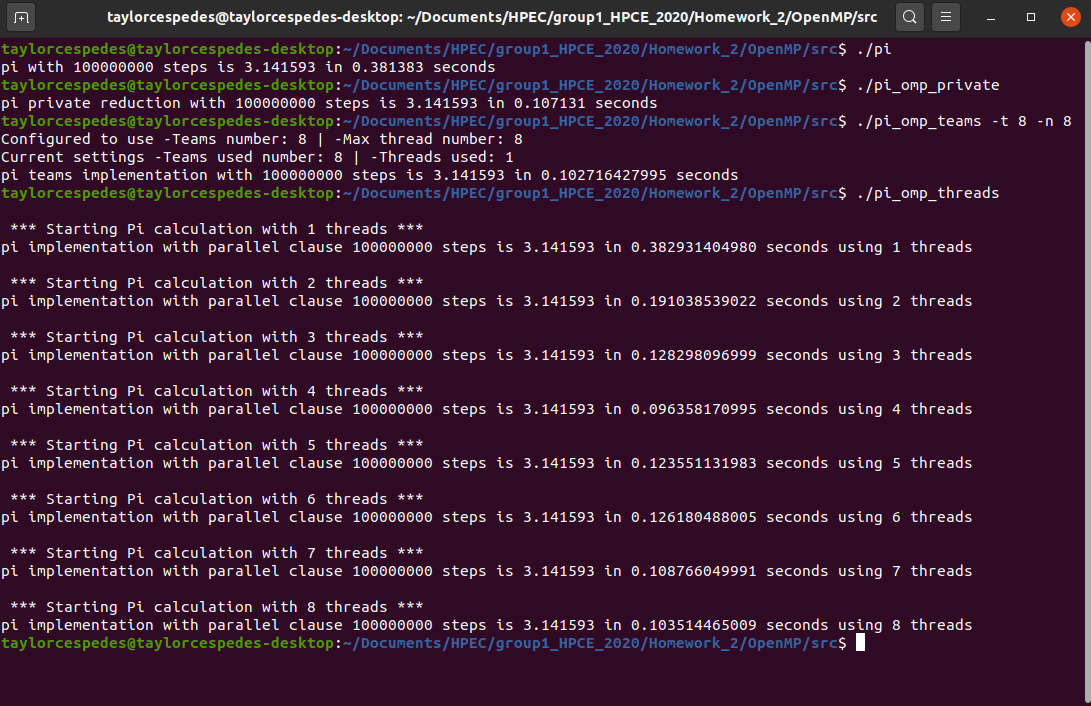 taylorcespedes@taylorcespedes-desktop: ~/Documents/HPEC/group1_HPCE_2020/Homework_2/OpenMP/src
taylorcespedes@taylorcespedes-desktop:~/Documents/HPEC/group1_HPCE_2020/Homework_2/OpenMP/src$ ./pi
pi with 100000000 steps is 3.141593 in 0.381383 seconds
taylorcespedes@taylorcespedes-desktop:~/Documents/HPEC/group1_HPCE_2020/Homework_2/OpenMP/src$ ./pi_omp_private
pi private reduction with 100000000 steps is 3.141593 in 0.107131 seconds
taylorcespedes@taylorcespedes-desktop:~/Documents/HPEC/group1_HPCE_2020/Homework_2/OpenMP/src$ ./pi_omp_teams -t 8 -n 8
Configured to use -Teams number: 8 | -Max thread number: 8
Current settings -Teams used number: 8 | -Threads used: 1
pi teams implementation with 100000000 steps is 3.141593 in 0.102716427995 seconds
taylorcespedes@taylorcespedes-desktop:~/Documents/HPEC/group1_HPCE_2020/Homework_2/OpenMP/src$ ./pi_omp_threads
*** Starting Pi calculation with 1 threads ***
pi implementation with parallel clause 100000000 steps is 3.141593 in 0.382931404980 seconds using 1 threads
*** Starting Pi calculation with 2 threads ***
pi implementation with parallel clause 100000000 steps is 3.141593 in 0.191038539022 seconds using 2 threads
*** Starting Pi calculation with 3 threads ***
pi implementation with parallel clause 100000000 steps is 3.141593 in 0.128298096999 seconds using 3 threads
*** Starting Pi calculation with 4 threads ***
pi implementation with parallel clause 100000000 steps is 3.141593 in 0.096358170995 seconds using 4 threads
*** Starting Pi calculation with 5 threads ***
pi implementation with parallel clause 100000000 steps is 3.141593 in 0.123551131983 seconds using 5 threads
*** Starting Pi calculation with 6 threads ***
pi implementation with parallel clause 100000000 steps is 3.141593 in 0.126180488005 seconds using 6 threads
*** Starting Pi calculation with 7 threads ***
pi implementation with parallel clause 100000000 steps is 3.141593 in 0.108766049991 seconds using 7 threads
*** Starting Pi calculation with 8 threads ***
pi implementation with parallel clause 100000000 steps is 3.141593 in 0.103514465009 seconds using 8 threads
taylorcespedes@taylorcespedes-desktop:~/Documents/HPEC/group1_HPCE_2020/Homework_2/OpenMP/src$